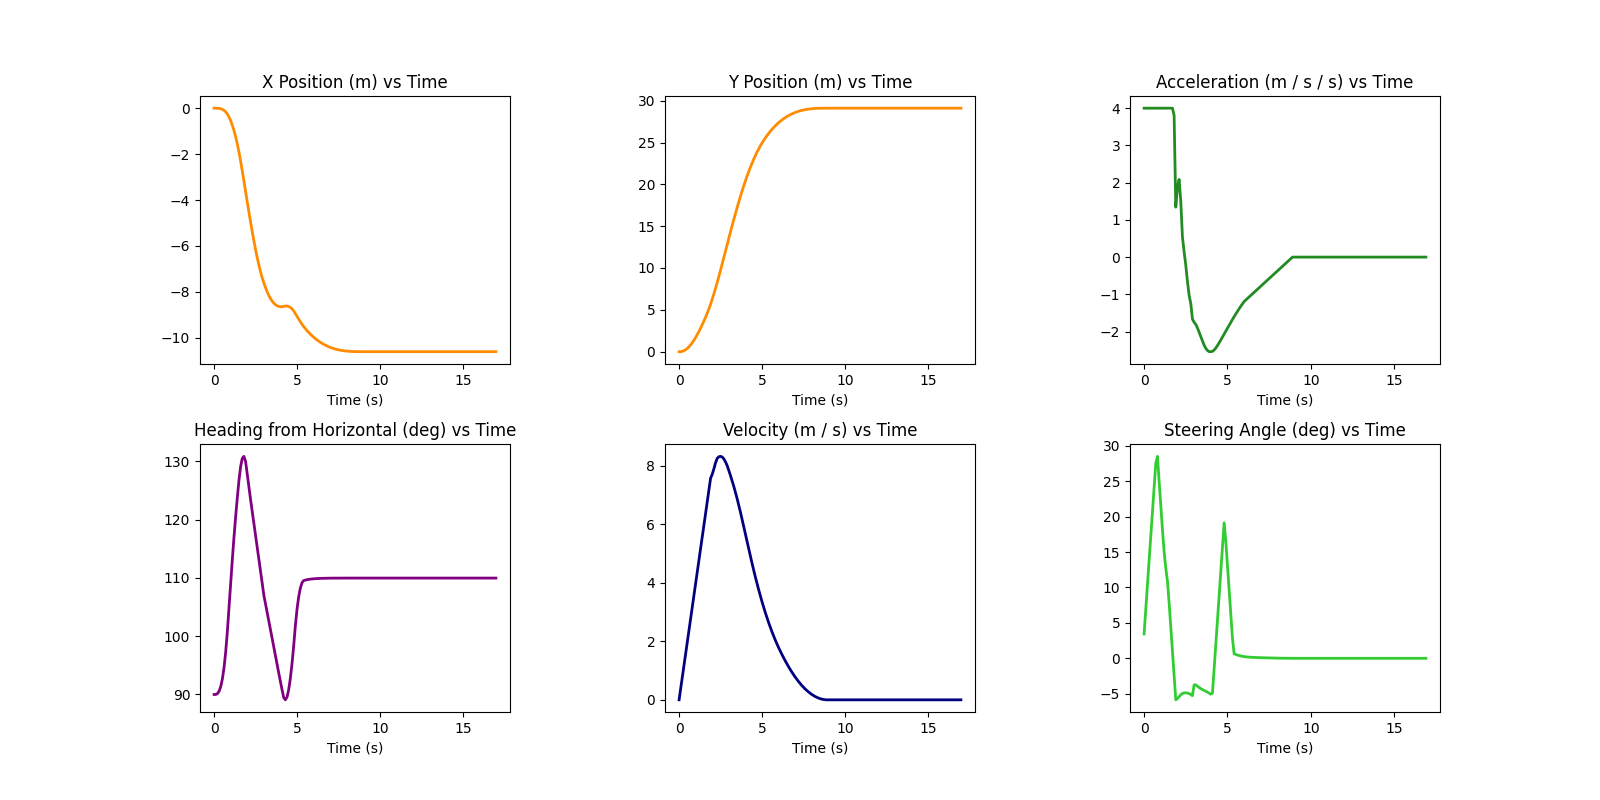 X Position (m) vs Time
0
−2
−4
−6
−8
−10
0 5 10 15
Time (s)
Y Position (m) vs Time
30
25
20
15
10
5
0
0 5 10 15
Time (s)
Acceleration (m / s / s) vs Time
4
3
2
1
0
−1
−2
0 5 10 15
Time (s)
Heading from Horizontal (deg) vs Time
130
120
110
100
90
0 5 10 15
Time (s)
Velocity (m / s) vs Time
8
6
4
2
0
0 5 10 15
Time (s)
Steering Angle (deg) vs Time
30
25
20
15
10
5
0
−5
0 5 10 15
Time (s)